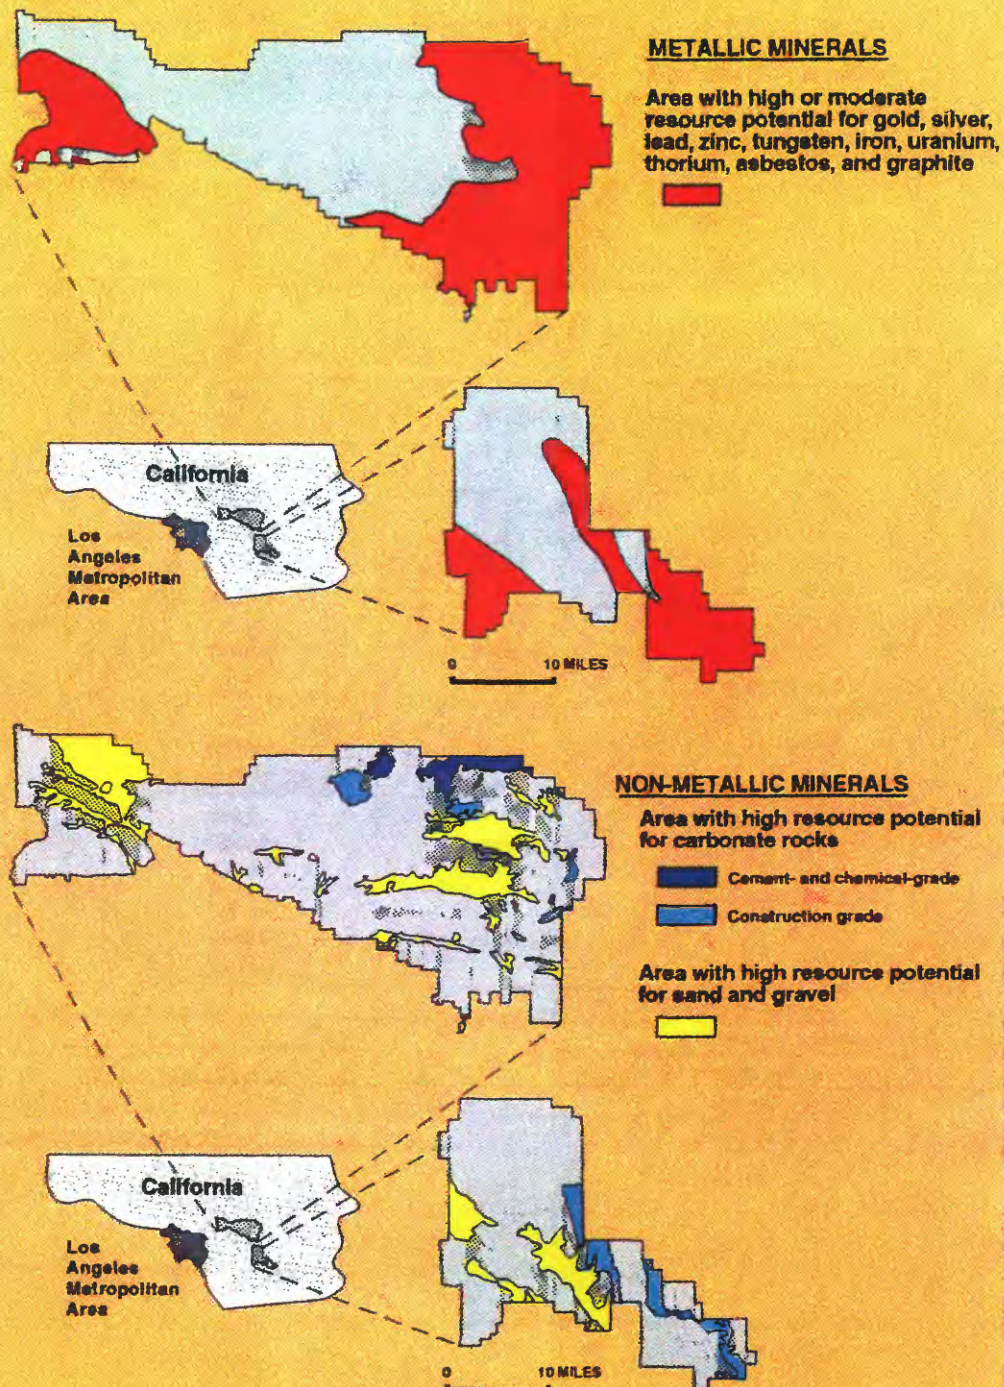 METALLIC MINERALS
Area with high or moderate
resource potential for gold, silver,
lead, zinc, tungsten, iron, uranium,
thorium, asbestos, and graphite
California
Los
Angeles
Metropolitan
Area
0 10 MILES
NON-METALLIC MINERALS
Area with high resource potential
for carbonate rocks
Cement- and chemical-grade
Construction grade
Area with high resource potential
for sand and gravel
California
Los
Angeles
Metropolitan
Area
0 10 MILES